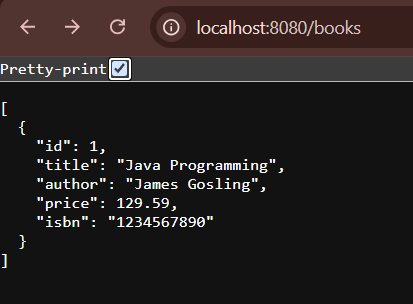 localhost:8080/books
Pretty-print
[
  {
    "id": 1,
    "title": "Java Programming",
    "author": "James Gosling",
    "price": 129.59,
    "isbn": "1234567890"
  }
]